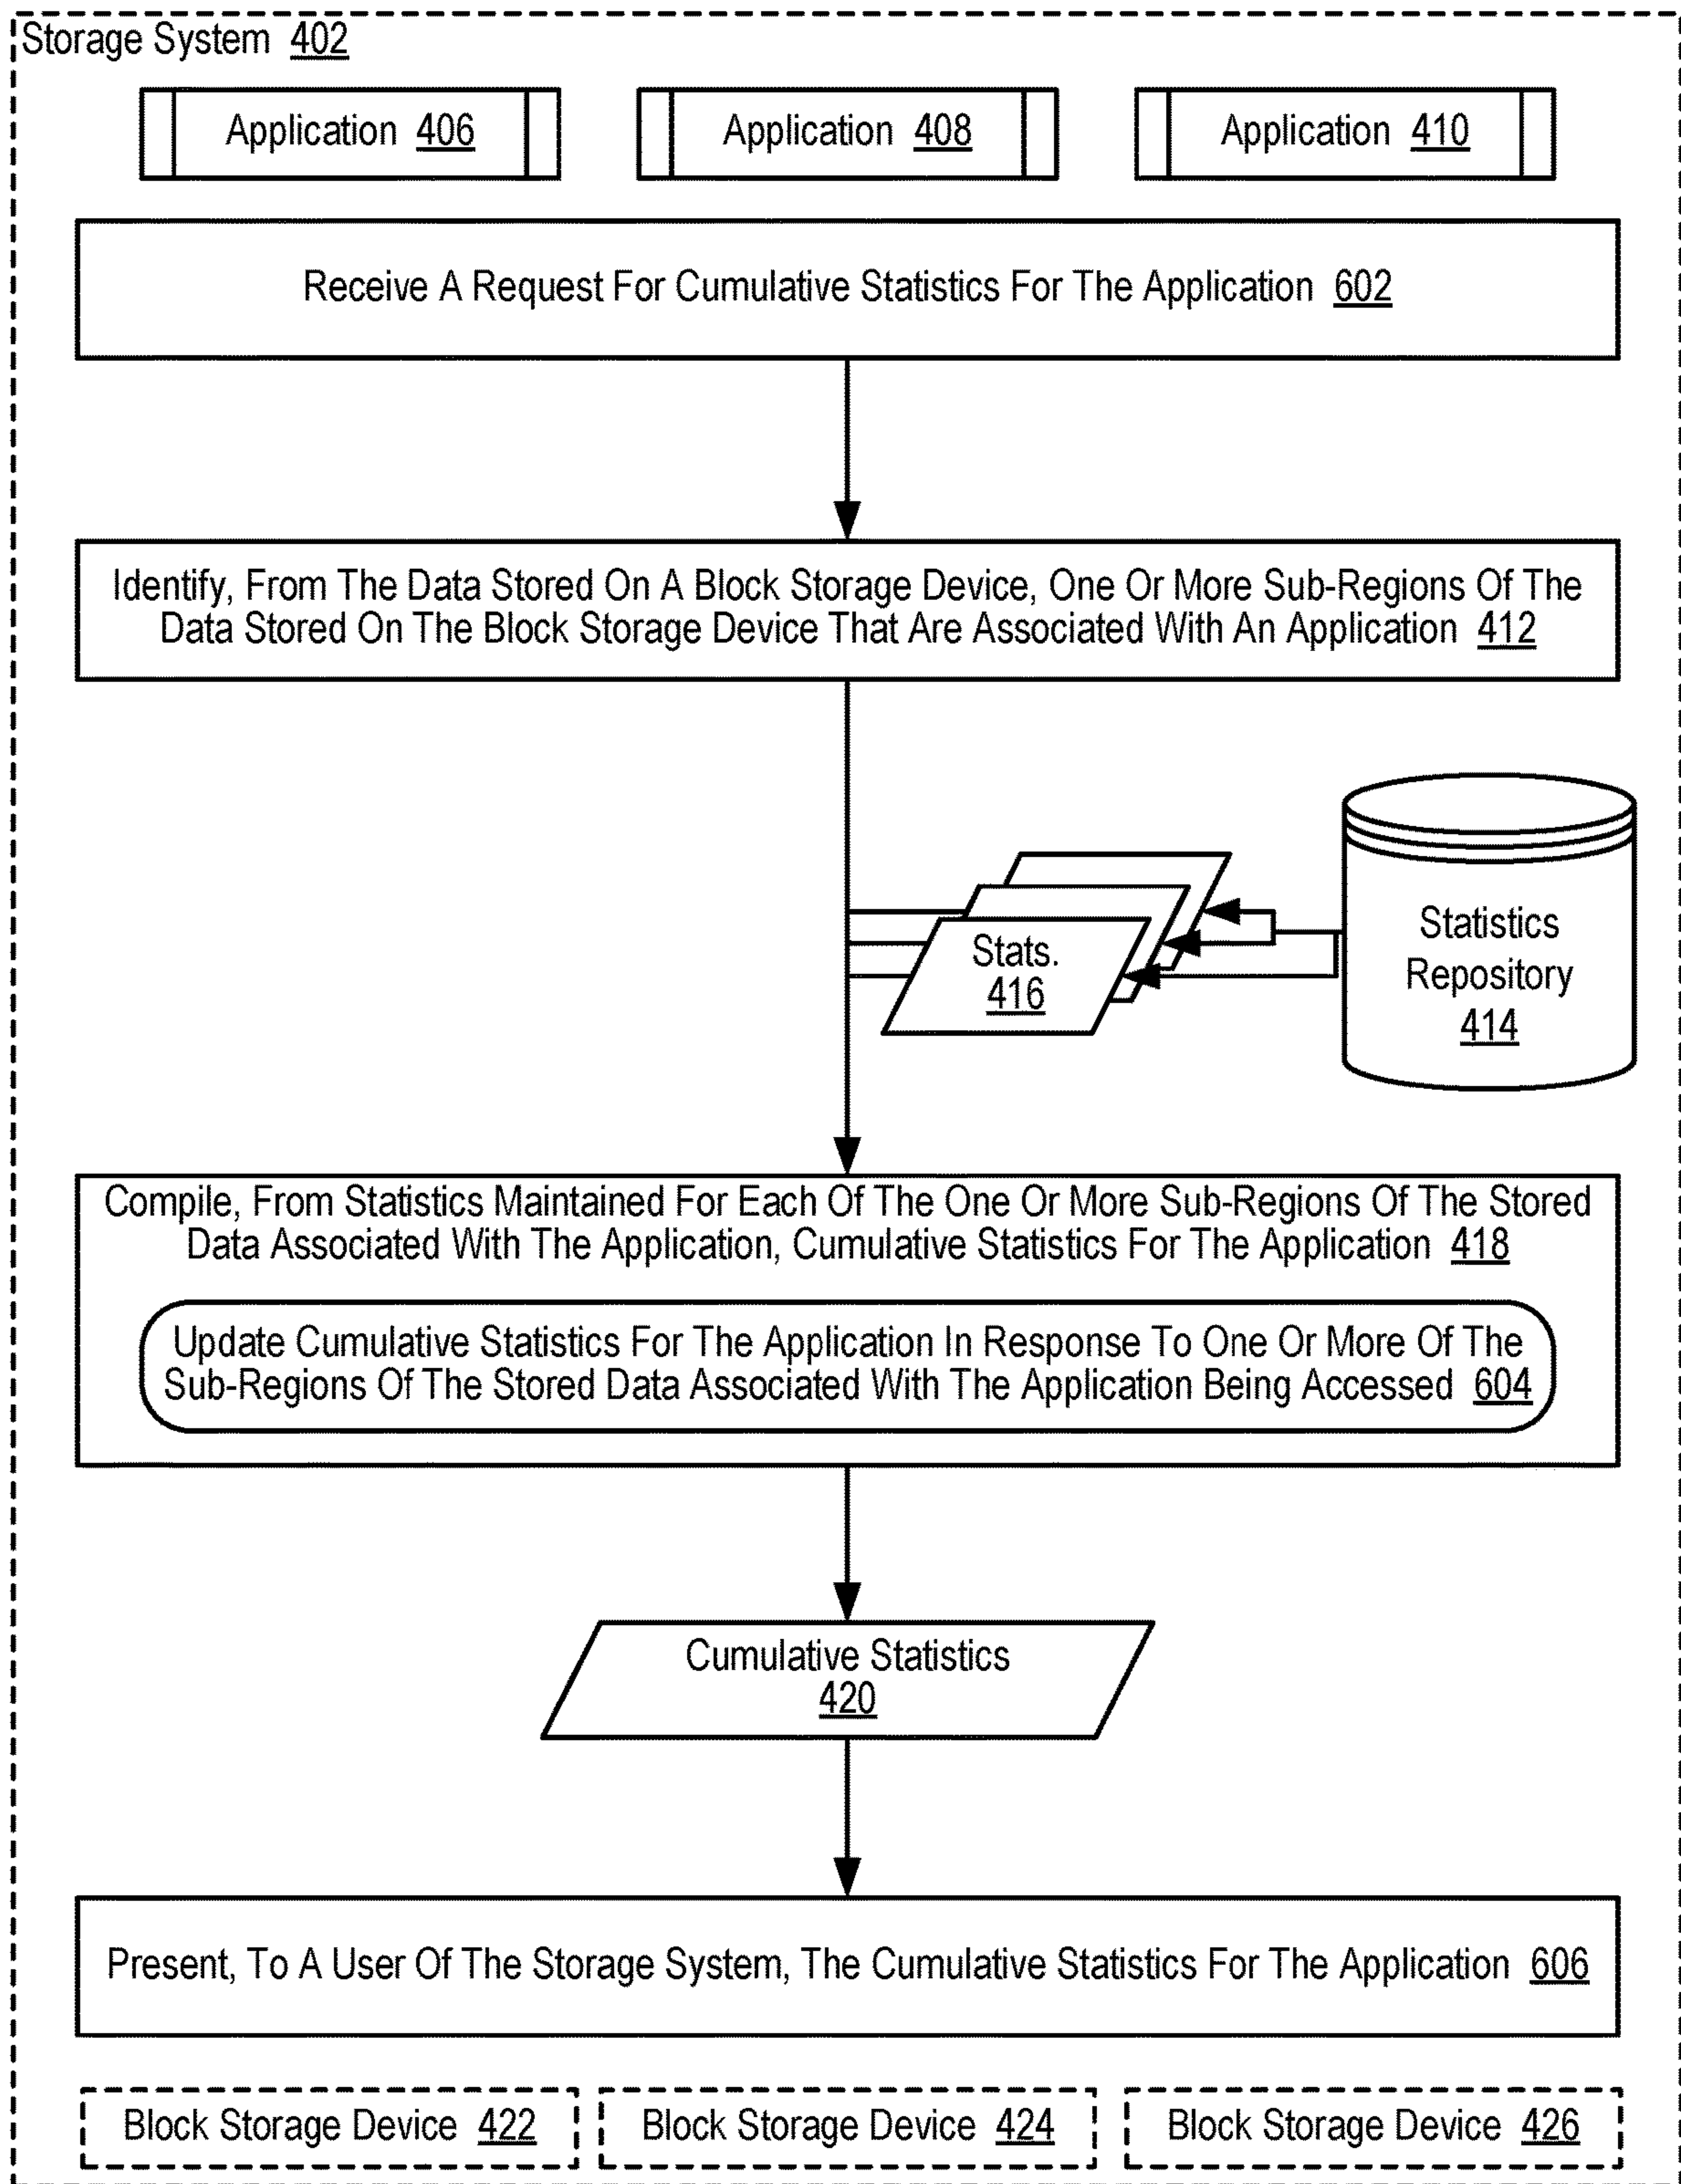 Storage System 402
Application 406
Application 408
Application 410
Receive A Request For Cumulative Statistics For The Application 602
Identify, From The Data Stored On A Block Storage Device, One Or More Sub-Regions Of The
Data Stored On The Block Storage Device That Are Associated With An Application 412
Stats.
416
Statistics
Repository
414
Compile, From Statistics Maintained For Each Of The One Or More Sub-Regions Of The Stored
Data Associated With The Application, Cumulative Statistics For The Application 418
Update Cumulative Statistics For The Application In Response To One Or More Of The
Sub-Regions Of The Stored Data Associated With The Application Being Accessed 604
Cumulative Statistics
420
Present, To A User Of The Storage System, The Cumulative Statistics For The Application 606
Block Storage Device 422
Block Storage Device 424
Block Storage Device 426